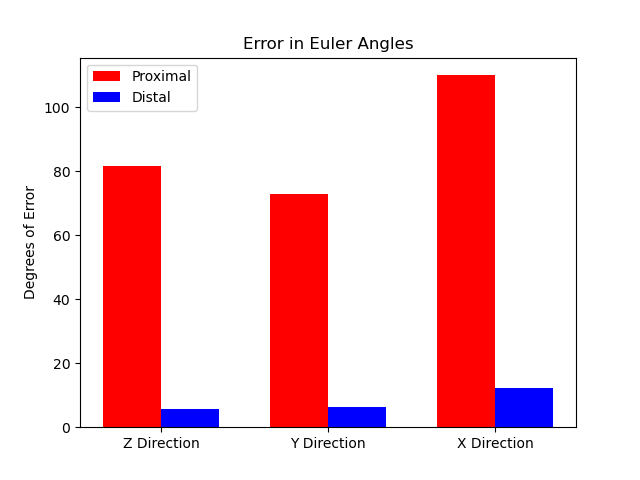 Error in Euler Angles
Proximal
Distal
Degrees of Error
100
80
60
40
20
0
Z Direction
Y Direction
X Direction